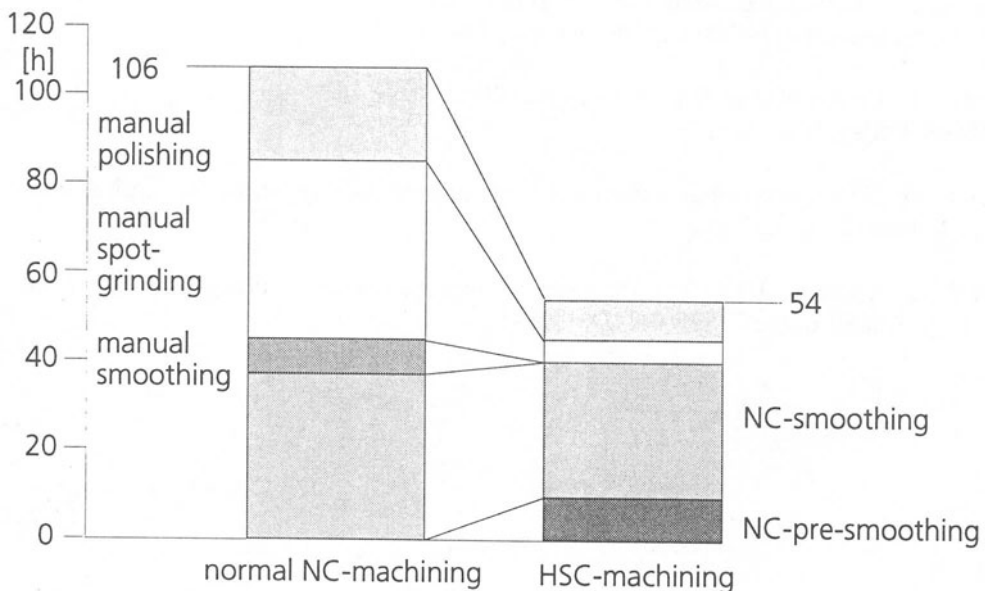 120
[h]
106
100
manual
polishing
80
manual
spot-
grinding
60
54
manual
smoothing
40
NC-smoothing
20
NC-pre-smoothing
0
normal NC-machining
HSC-machining